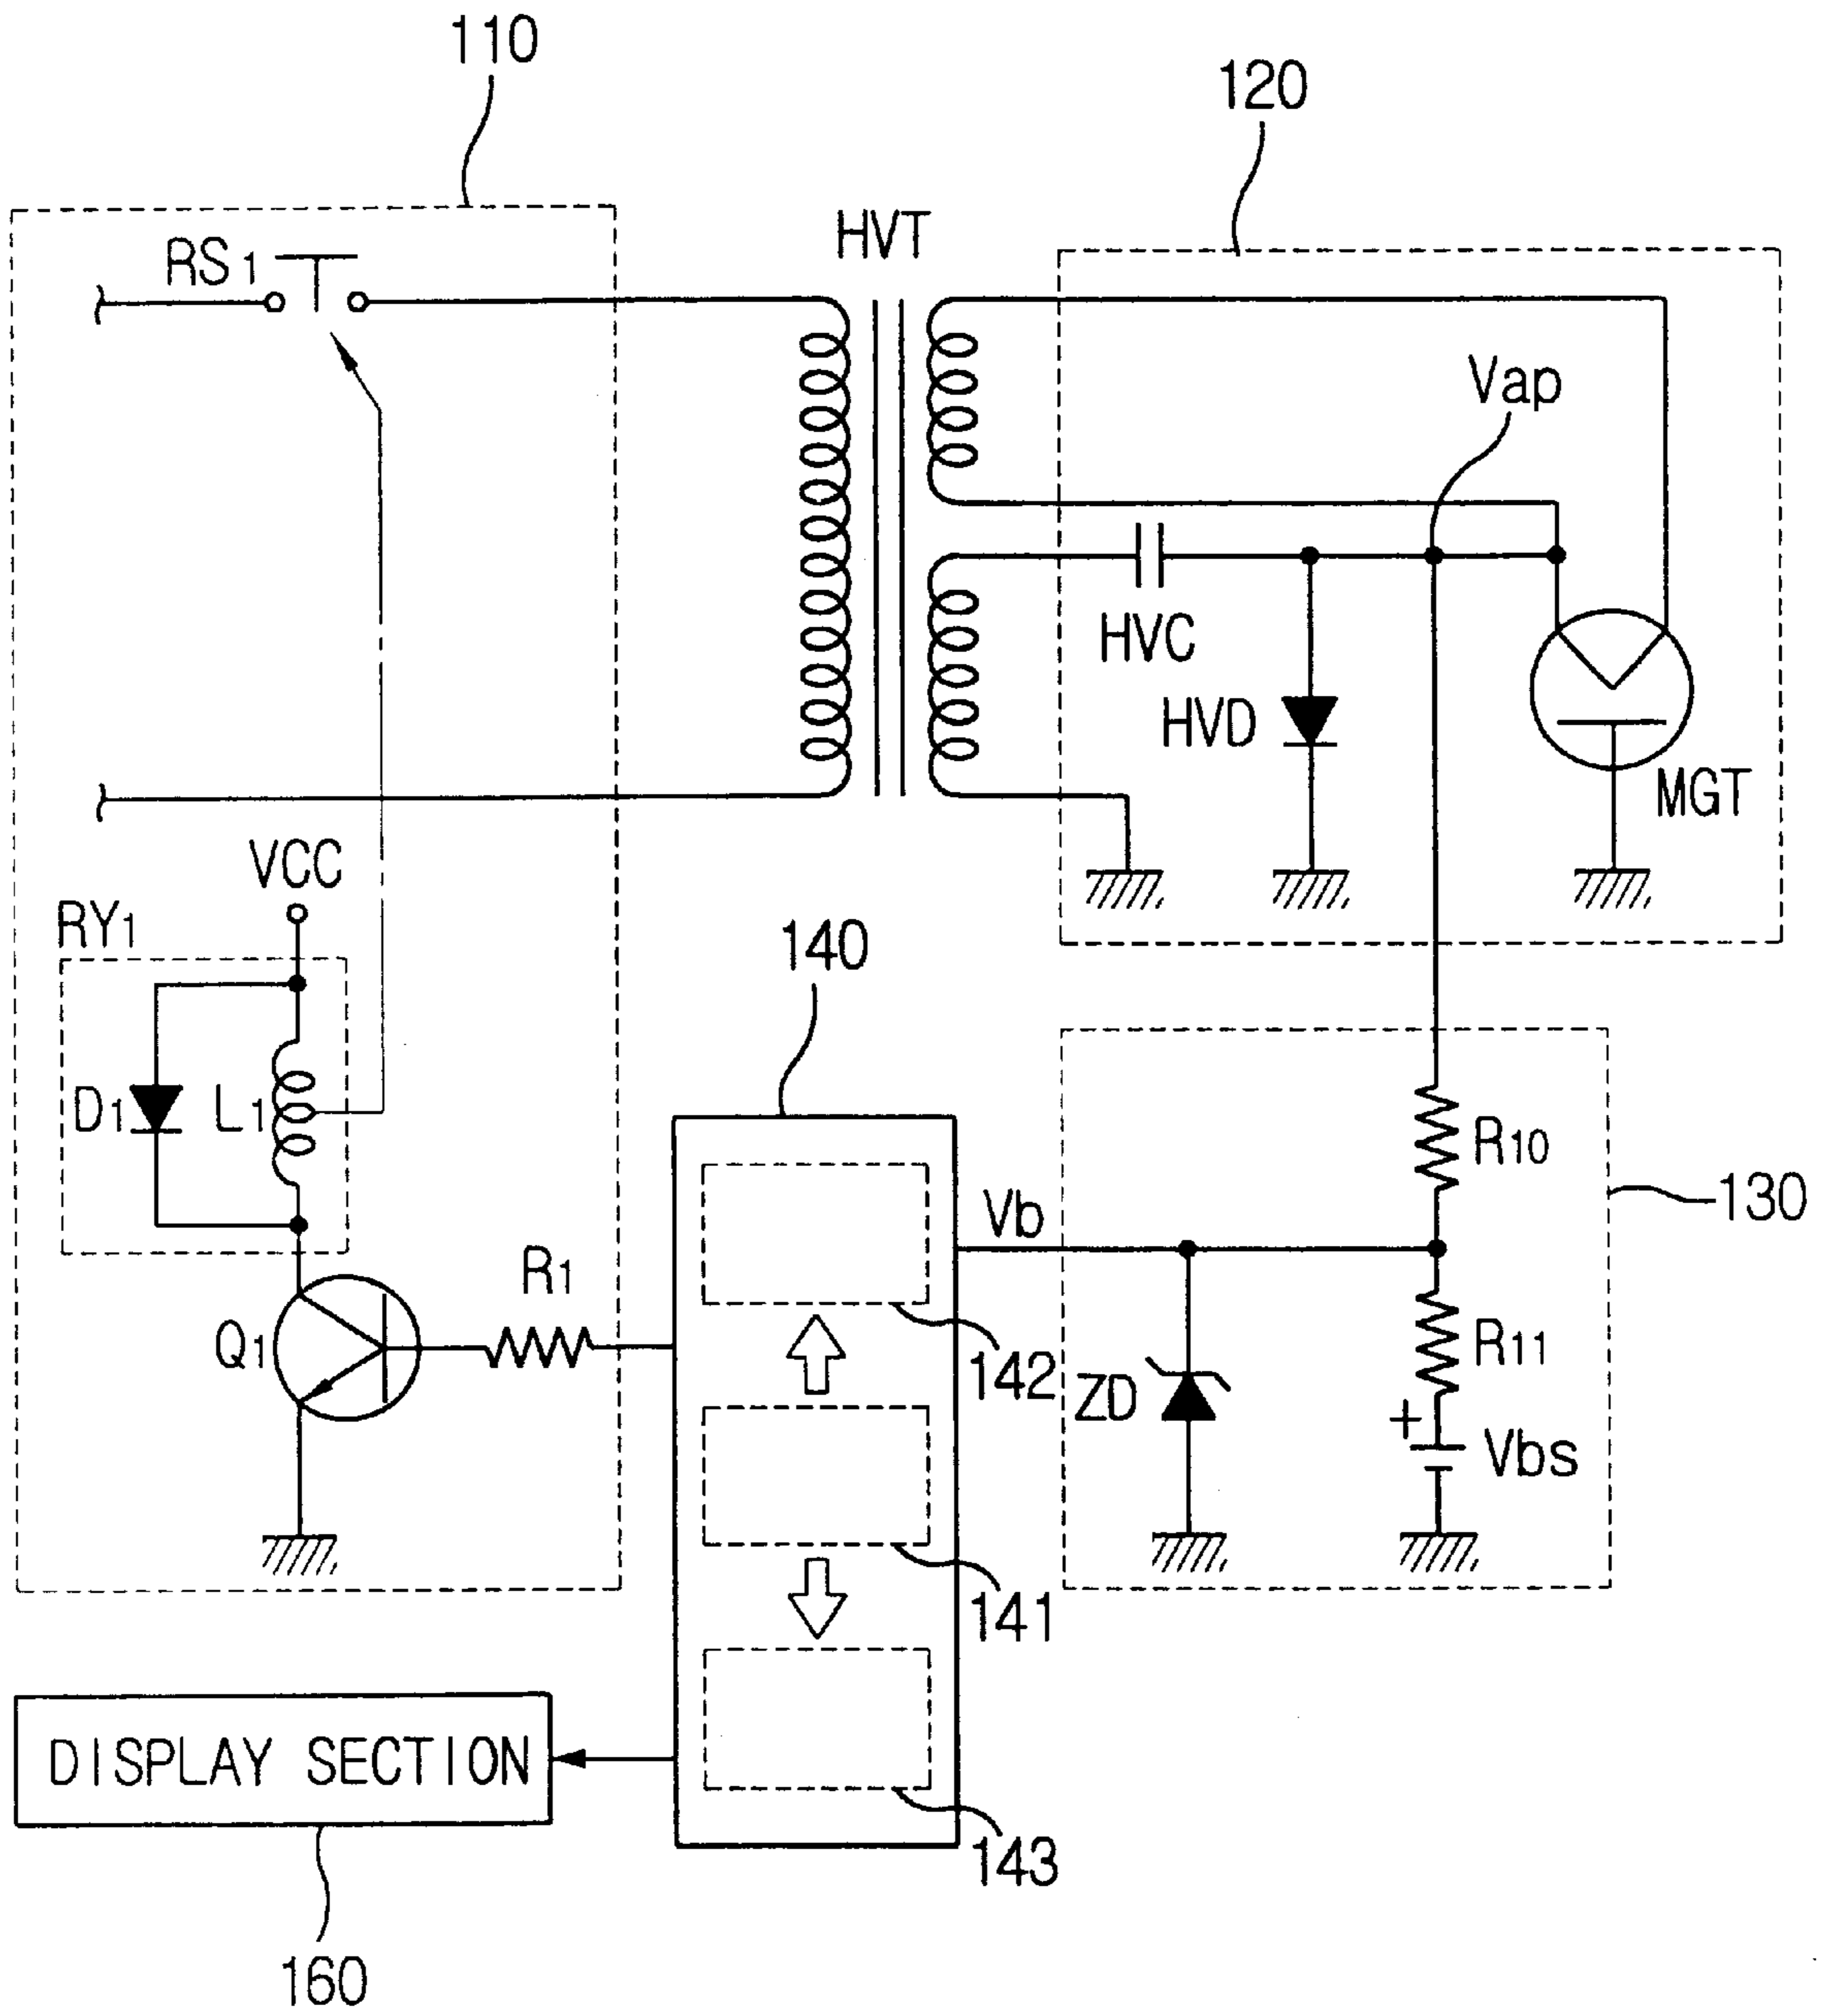 110
120
HVT
RS1
Vap
HVC
HVD
MGT
VCC
RY1
140
D1
L1
R10
130
Vb
R1
Q1
R11
142
ZD
+
Vbs
141
DISPLAY SECTION
143
160